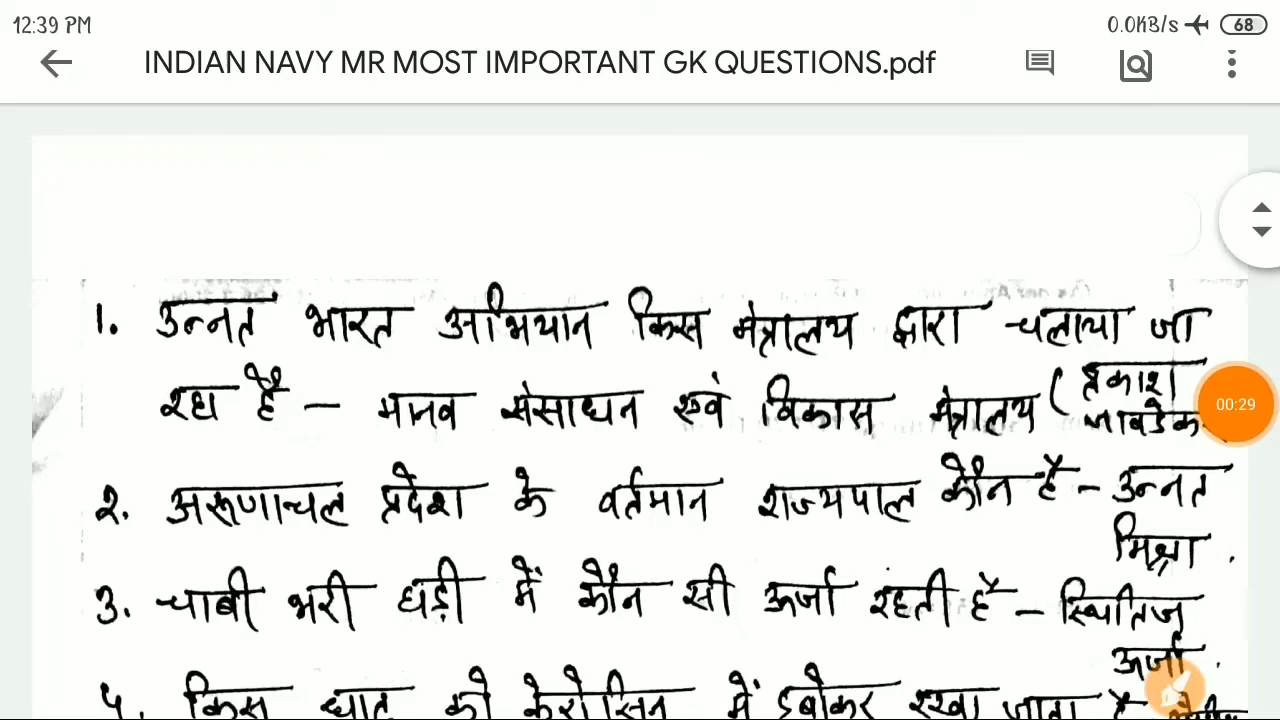 12:39 PM
0.0KB/s
68
INDIAN NAVY MR MOST IMPORTANT GK QUESTIONS.pdf
1. उन्नत भारत अभियान किस मंत्रालय द्वारा चलाया जा
रहा है – मानव संसाधन एवं विकास मंत्रालय (प्रकाश
जावडेकर
00:29
2. अरूणाचल प्रदेश के वर्तमान राज्यपाल कौन है – उन्नत
मिश्रा .
3. चाबी भरी घड़ी में कौन सी ऊर्जा रहती है – स्थितिज
ऊर्जा .
किस धातु को केरोसिन में डुबोकर रखा जाता है –